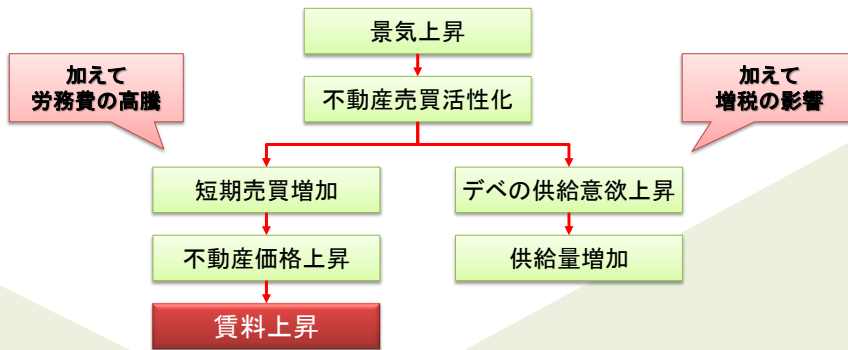 景気上昇
加えて
労務費の高騰
加えて
増税の影響
不動産売買活性化
短期売買増加
デベの供給意欲上昇
不動産価格上昇
供給量増加
賃料上昇